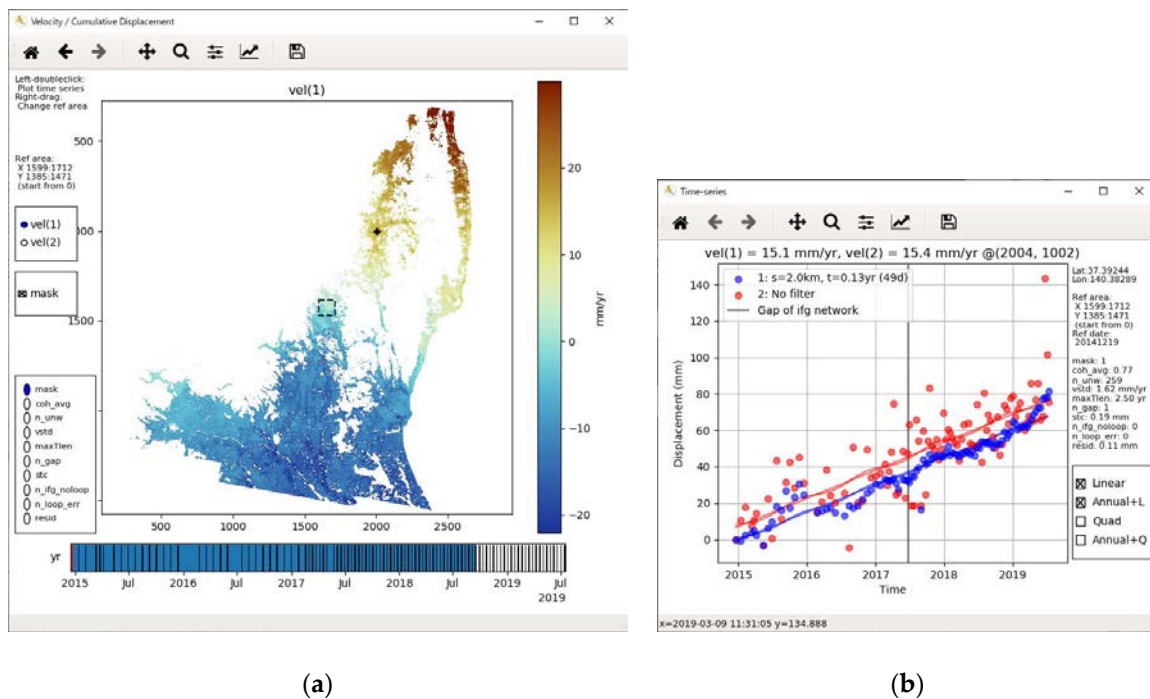 Velocity / Cumulative Displacement
Left-doubleclick:
Plot time series
Right-drag:
Change ref area
vel(1)
Ref area:
X 1599:1712
Y 1385:1471
(start from 0)
vel(1)
vel(2)
mask
mask
coh_avg
n_unw
vstd
maxTlen
n_gap
stc
n_ifg_noloop
n_loop_err
resid
500
1000
1500
500 1000 1500 2000 2500
20
10
0
−10
−20
mm/yr
yr
2015 Jul 2016 Jul 2017 Jul 2018 Jul 2019 Jul
2019
(a)
Time-series
vel(1) = 15.1 mm/yr, vel(2) = 15.4 mm/yr @(2004, 1002)
1: s=2.0km, t=0.13yr (49d)
2: No filter
Gap of ifg network
140
120
100
80
60
40
20
0
Displacement (mm)
2015 2016 2017 2018 2019
Time
Lat:37.39244
Lon:140.38289
Ref area:
X 1599:1712
Y 1385:1471
(start from 0)
Ref date:
20141219
mask: 1
coh_avg: 0.77
n_unw: 259
vstd: 1.62 mm/yr
maxTlen: 2.50 yr
n_gap: 1
stc: 0.19 mm
n_ifg_noloop: 0
n_loop_err: 0
resid: 0.11 mm
Linear
Annual+L
Quad
Annual+Q
x=2019-03-09 11:31:05 y=134.888
(b)